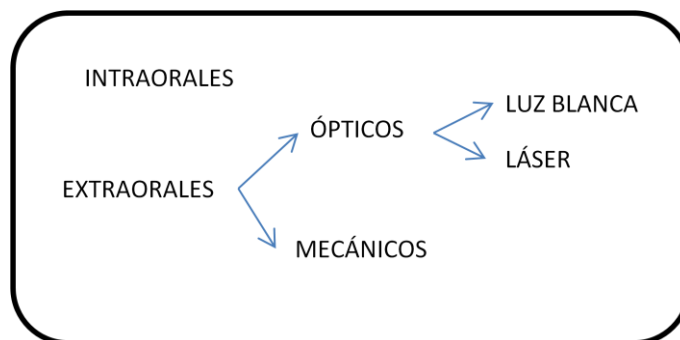 INTRAORALES
EXTRAORALES
ÓPTICOS
MECÁNICOS
LUZ BLANCA
LÁSER